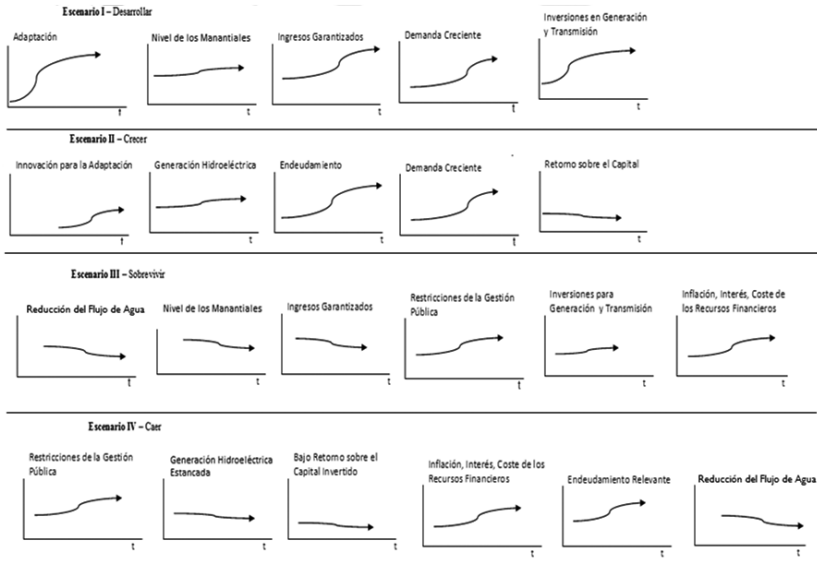 Escenario I – Desarrollar
Adaptación
Nivel de los Manantiales
Ingresos Garantizados
Demanda Creciente
Inversiones en Generación
y Transmisión
t
t
t
t
t
Escenario II – Crecer
Innovación para la Adaptación
Generación Hidroeléctrica
Endeudamiento
Demanda Creciente
Retorno sobre el Capital
t
t
t
t
t
Escenario III – Sobrevivir
Reducción del Flujo de Agua
Nivel de los Manantiales
Ingresos Garantizados
Restricciones de la Gestión
Pública
Inversiones para
Generación y Transmisión
Inflación, Interés, Coste de
los Recursos Financieros
t
t
t
t
t
t
Escenario IV – Caer
Restricciones de la Gestión
Pública
Generación Hidroeléctrica
Estancada
Bajo Retorno sobre el
Capital Invertido
Inflación, Interés, Coste de los
Recursos Financieros
Endeudamiento Relevante
Reducción del Flujo de Agua
t
t
t
t
t
t